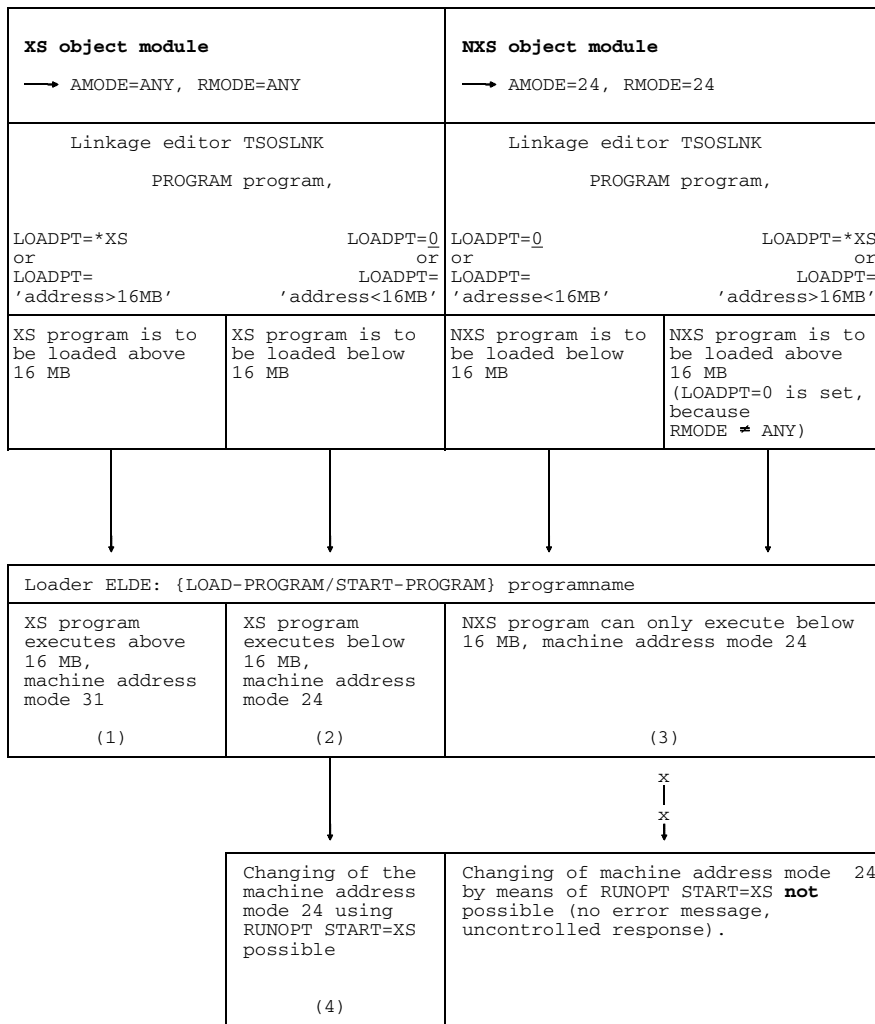 XS object module
AMODE=ANY, RMODE=ANY
NXS object module
AMODE=24, RMODE=24
Linkage editor TSOSLNK
PROGRAM program,
LOADPT=*XS
or
LOADPT=
'address>16MB'
LOADPT=0
or
LOADPT=
'address<16MB'
Linkage editor TSOSLNK
PROGRAM program,
LOADPT=0
or
LOADPT=
'adresse<16MB'
LOADPT=*XS
or
LOADPT=
'address>16MB'
XS program is to
be loaded above
16 MB
XS program is to
be loaded below
16 MB
NXS program is to
be loaded below
16 MB
NXS program is to
be loaded above
16 MB
(LOADPT=0 is set,
because
RMODE ≠ ANY)
Loader ELDE: {LOAD-PROGRAM/START-PROGRAM} programname
XS program
executes above
16 MB,
machine address
mode 31
(1)
XS program
executes below
16 MB,
machine address
mode 24
(2)
NXS program can only execute below
16 MB, machine address mode 24
(3)
x
x
Changing of the
machine address
mode 24 using
RUNOPT START=XS
possible
(4)
Changing of machine address mode 24
by means of RUNOPT START=XS not
possible (no error message,
uncontrolled response).